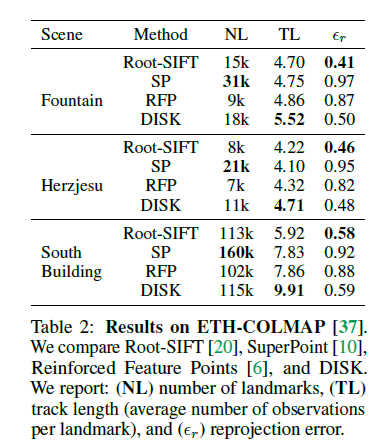 Scene Method NL TL ϵr
Root-SIFT 15k 4.70 0.41
SP 31k 4.75 0.97
Fountain RFP 9k 4.86 0.87
DISK 18k 5.52 0.50
Root-SIFT 8k 4.22 0.46
SP 21k 4.10 0.95
Herzjesu RFP 7k 4.32 0.82
DISK 11k 4.71 0.48
Root-SIFT 113k 5.92 0.58
South SP 160k 7.83 0.92
Building RFP 102k 7.86 0.88
DISK 115k 9.91 0.59
Table 2: Results on ETH-COLMAP [37].
We compare Root-SIFT [20], SuperPoint [10],
Reinforced Feature Points [6], and DISK.
We report: (NL) number of landmarks, (TL)
track length (average number of observations
per landmark), and (ϵr) reprojection error.